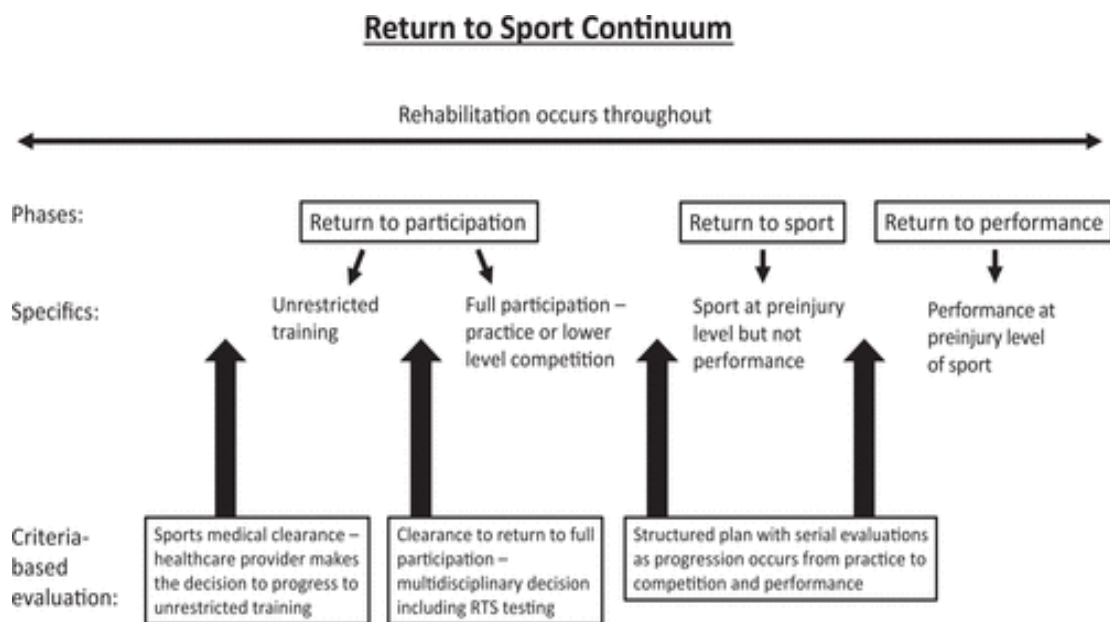 Return to Sport Continuum
Rehabilitation occurs throughout
Phases:
Return to participation
Return to sport
Return to performance
Specifics:
Unrestricted
training
Full participation –
practice or lower
level competition
Sport at preinjury
level but not
performance
Performance at
preinjury level
of sport
Criteria-
based
evaluation:
Sports medical clearance –
healthcare provider makes
the decision to progress to
unrestricted training
Clearance to return to full
participation –
multidisciplinary decision
including RTS testing
Structured plan with serial evaluations
as progression occurs from practice to
competition and performance